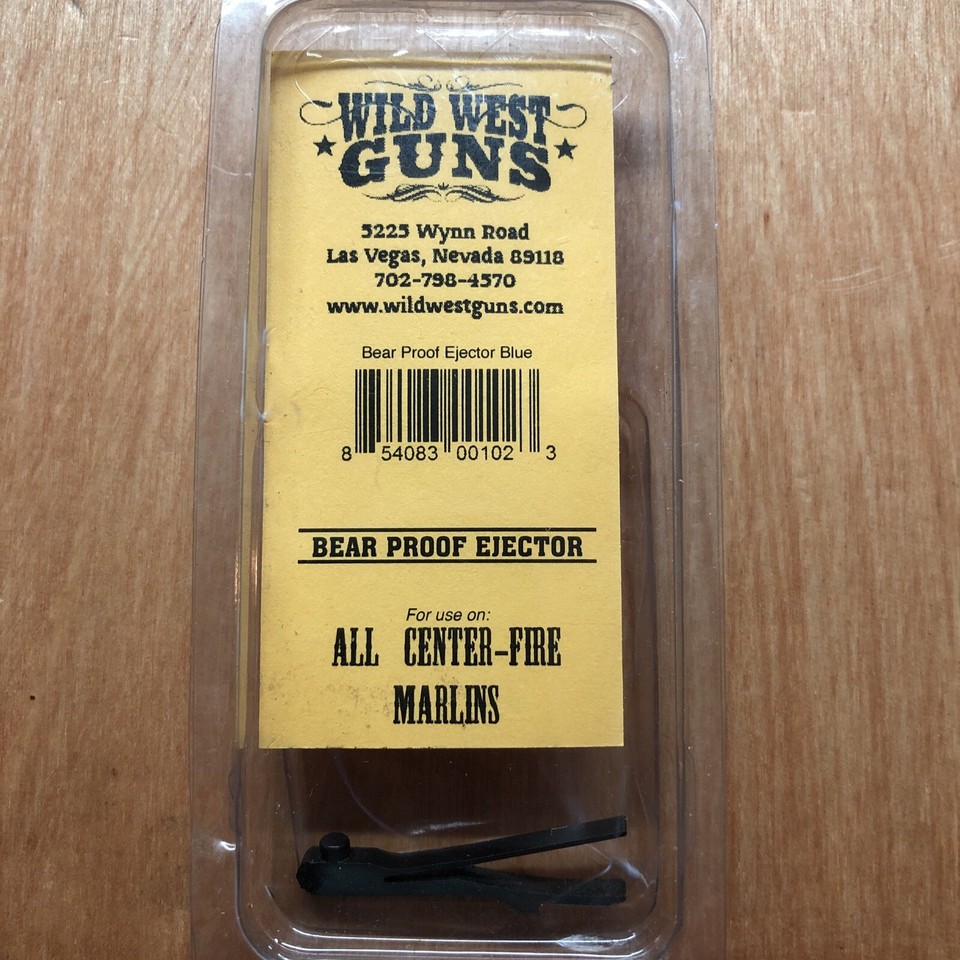 WILD WEST
GUNS
5225 Wynn Road
Las Vegas, Nevada 89118
702-798-4570
www.wildwestguns.com
Bear Proof Ejector Blue
8 54083 00102 3
BEAR PROOF EJECTOR
For use on:
ALL CENTER-FIRE
MARLINS